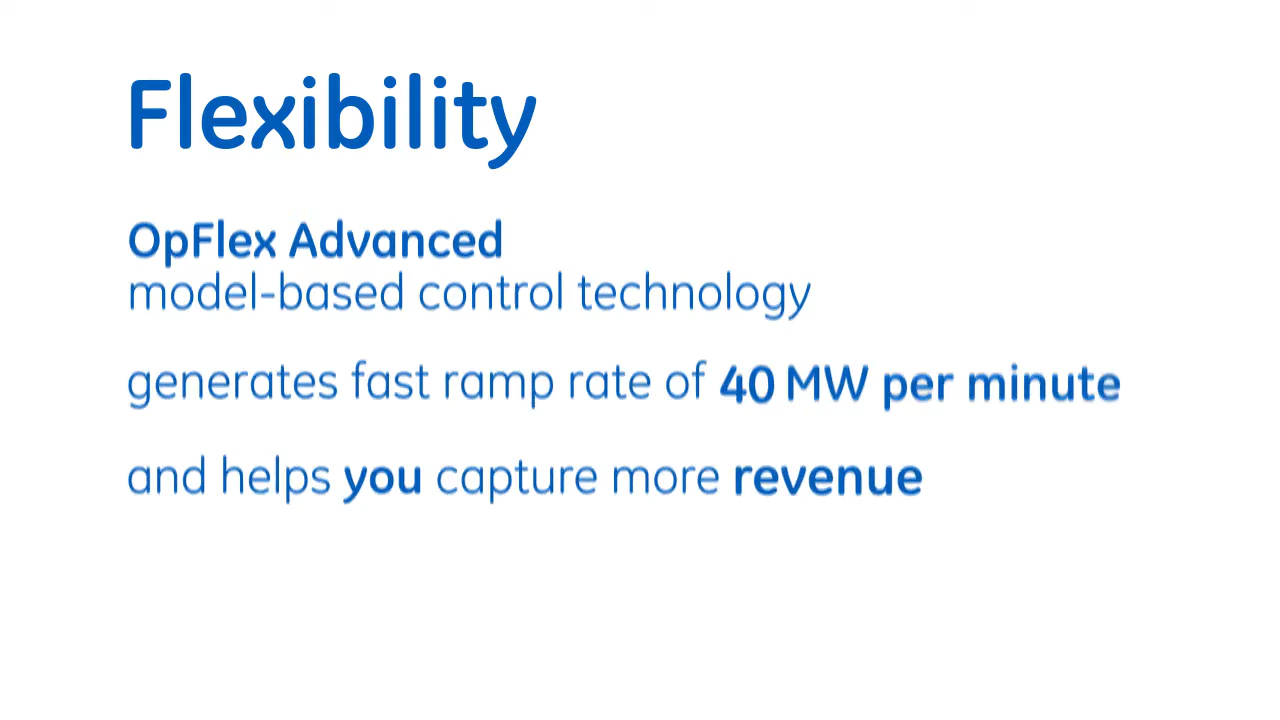 Flexibility
OpFlex Advanced
model-based control technology
generates fast ramp rate of 40 MW per minute
and helps you capture more revenue